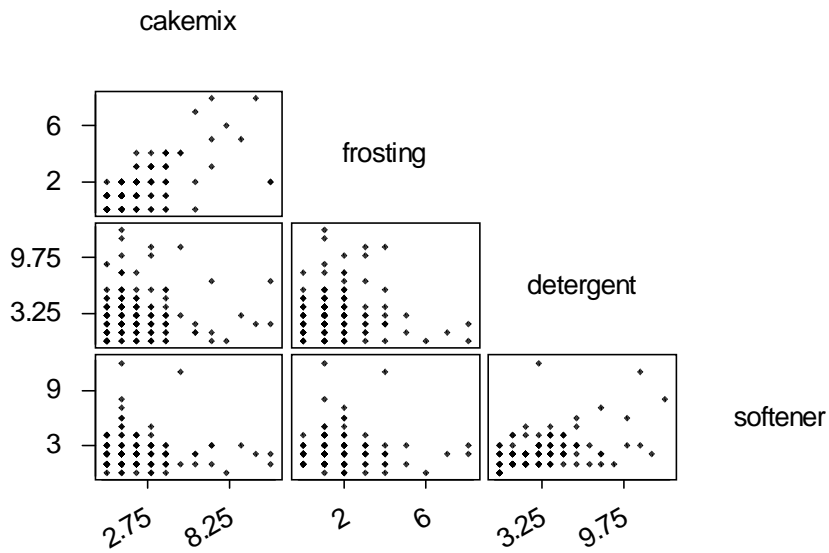 cakemix
6
2
frosting
9.75
3.25
detergent
9
3
softener
2.75 8.25 2 6 3.25 9.75